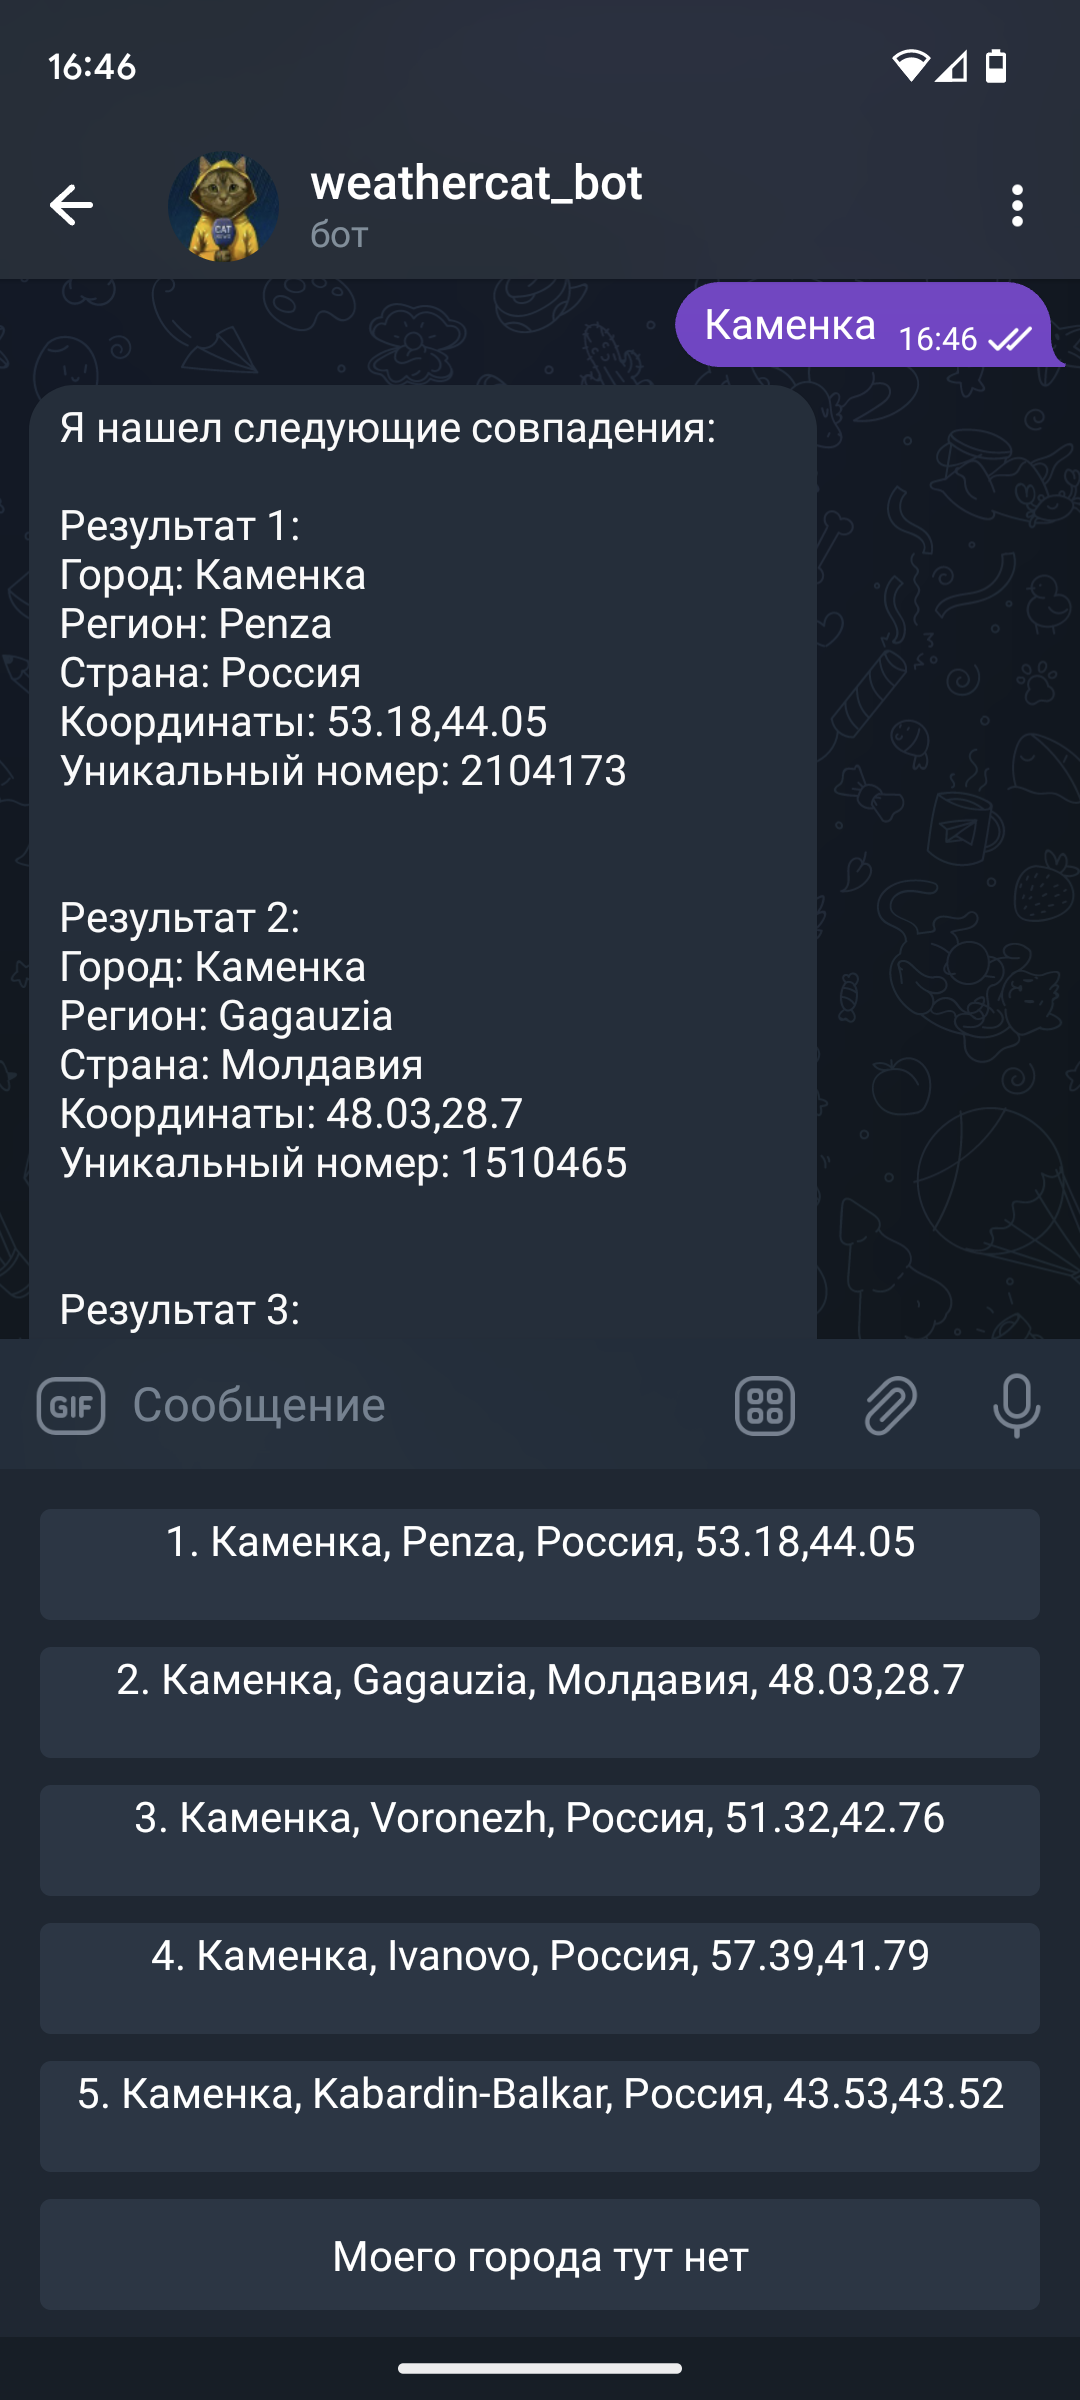 16:46
weathercat_bot
бот
CAT
Каменка 16:46
Я нашел следующие совпадения:
Результат 1:
Город: Каменка
Регион: Penza
Страна: Россия
Координаты: 53.18,44.05
Уникальный номер: 2104173
Результат 2:
Город: Каменка
Регион: Gagauzia
Страна: Молдавия
Координаты: 48.03,28.7
Уникальный номер: 1510465
Результат 3:
GIF Сообщение
1. Каменка, Penza, Россия, 53.18,44.05
2. Каменка, Gagauzia, Молдавия, 48.03,28.7
3. Каменка, Voronezh, Россия, 51.32,42.76
4. Каменка, Ivanovo, Россия, 57.39,41.79
5. Каменка, Kabardin-Balkar, Россия, 43.53,43.52
Моего города тут нет